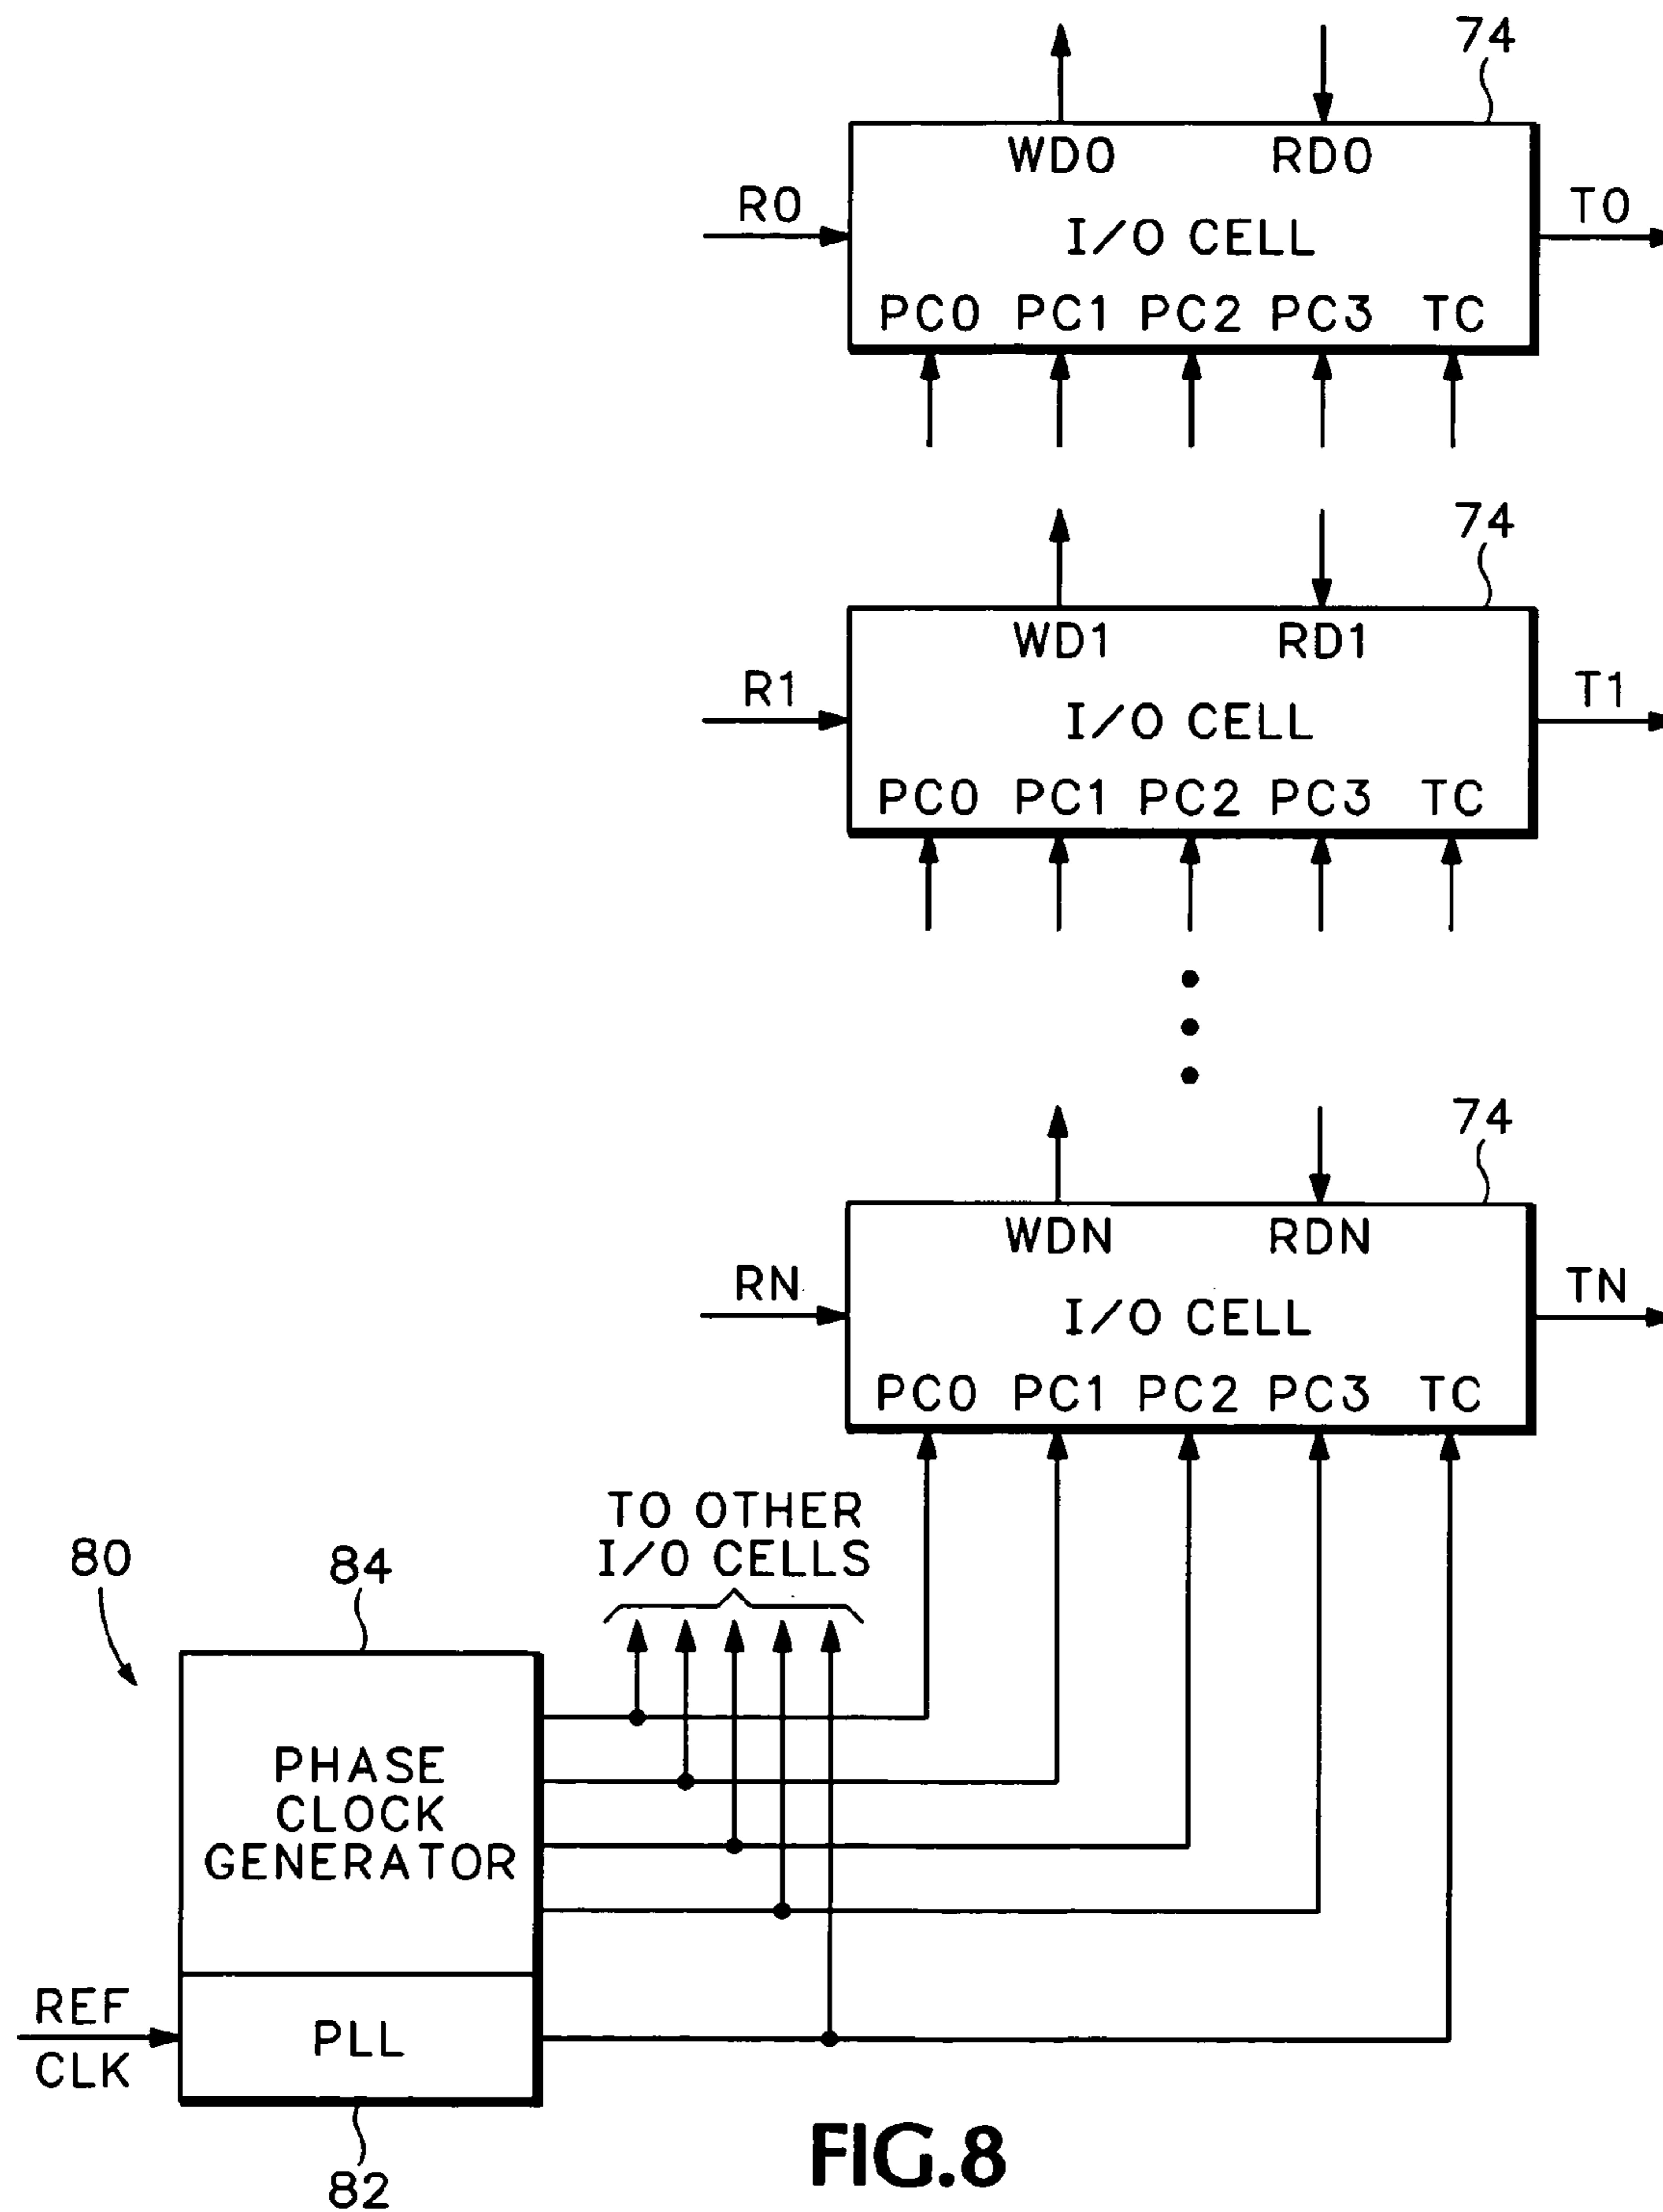 74
WD0 RD0
R0 I/O CELL T0
PC0 PC1 PC2 PC3 TC
74
WD1 RD1
R1 I/O CELL T1
PC0 PC1 PC2 PC3 TC
74
WDN RDN
RN I/O CELL TN
PC0 PC1 PC2 PC3 TC
TO OTHER
I/O CELLS
80
84
PHASE
CLOCK
GENERATOR
REF
CLK
PLL
82
FIG.8